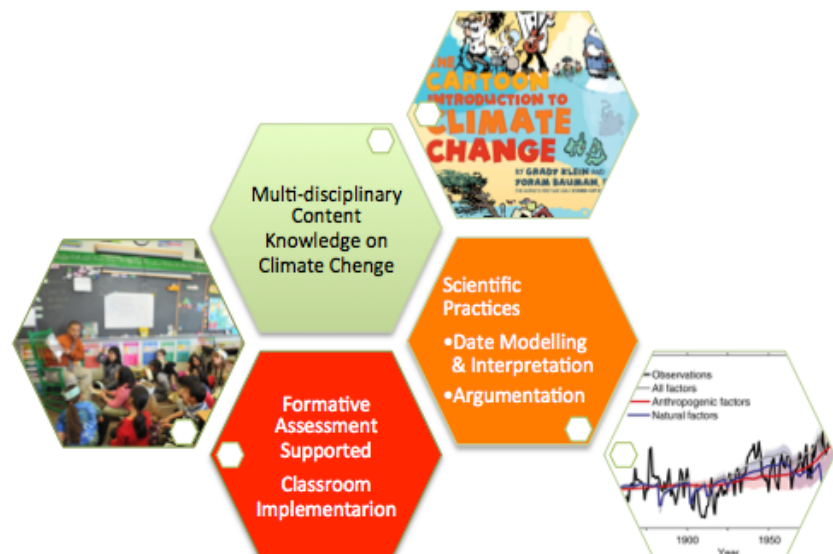 THE
CARTOON
INTRODUCTION TO
CLIMATE
CHANGE
BY GRADY KLEIN AND
YORAM BAUMAN,
Multi-disciplinary
Content
Knowledge on
Climate Chenge
Scientific
Practices
•Date Modelling
& Interpretation
•Argumentation
Formative
Assessment
Supported
Classroom
Implementarion
Observations
All factors
Anthropogenic factors
Natural factors
1900
1950
Year